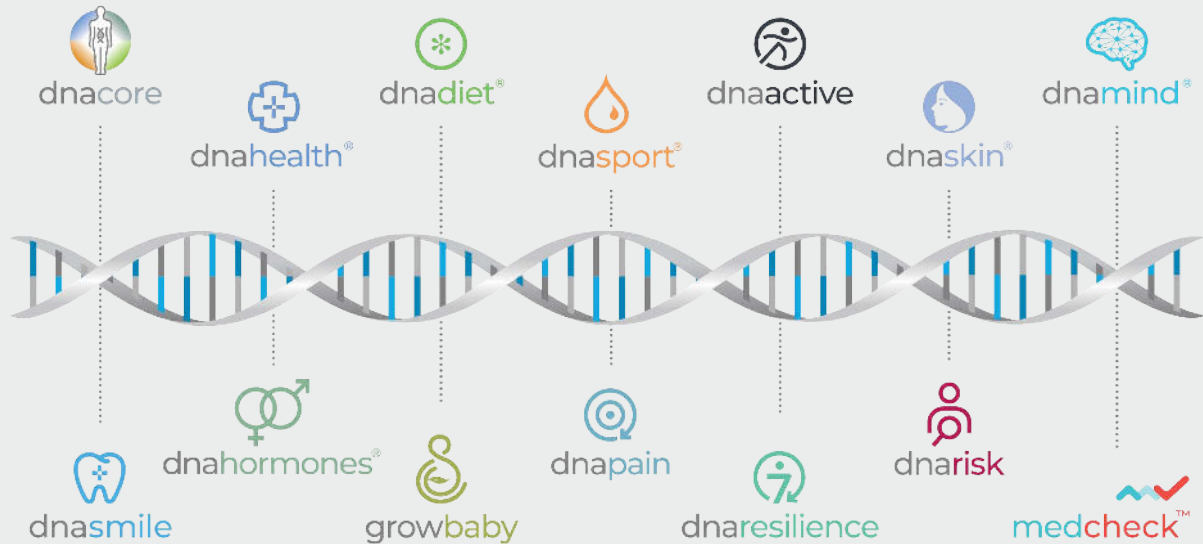 dnacore
dnadiet®
dnaactive
dnamind®
dnahealth®
dnasport®
dnaskin®
dnahormones®
dnapain
dnarisk
dnasmile
growbaby
dnaresilience
medcheck™